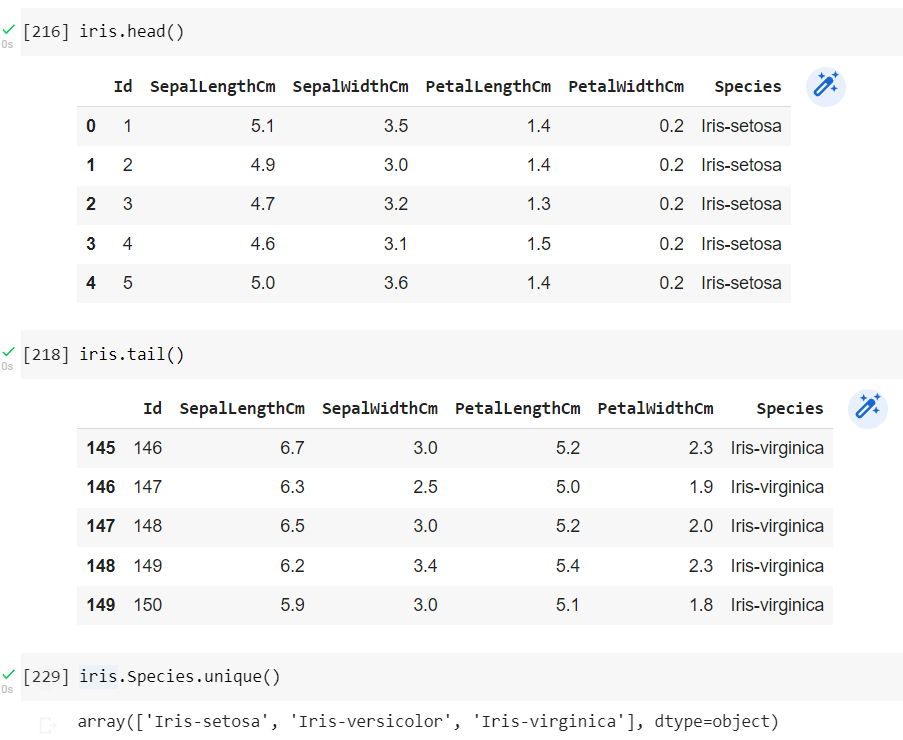 [216] iris.head()
0s
Id SepalLengthCm SepalWidthCm PetalLengthCm PetalWidthCm Species
0 1 5.1 3.5 1.4 0.2 Iris-setosa
1 2 4.9 3.0 1.4 0.2 Iris-setosa
2 3 4.7 3.2 1.3 0.2 Iris-setosa
3 4 4.6 3.1 1.5 0.2 Iris-setosa
4 5 5.0 3.6 1.4 0.2 Iris-setosa
[218] iris.tail()
0s
Id SepalLengthCm SepalWidthCm PetalLengthCm PetalWidthCm Species
145 146 6.7 3.0 5.2 2.3 Iris-virginica
146 147 6.3 2.5 5.0 1.9 Iris-virginica
147 148 6.5 3.0 5.2 2.0 Iris-virginica
148 149 6.2 3.4 5.4 2.3 Iris-virginica
149 150 5.9 3.0 5.1 1.8 Iris-virginica
[229] iris.Species.unique()
0s
array(['Iris-setosa', 'Iris-versicolor', 'Iris-virginica'], dtype=object)